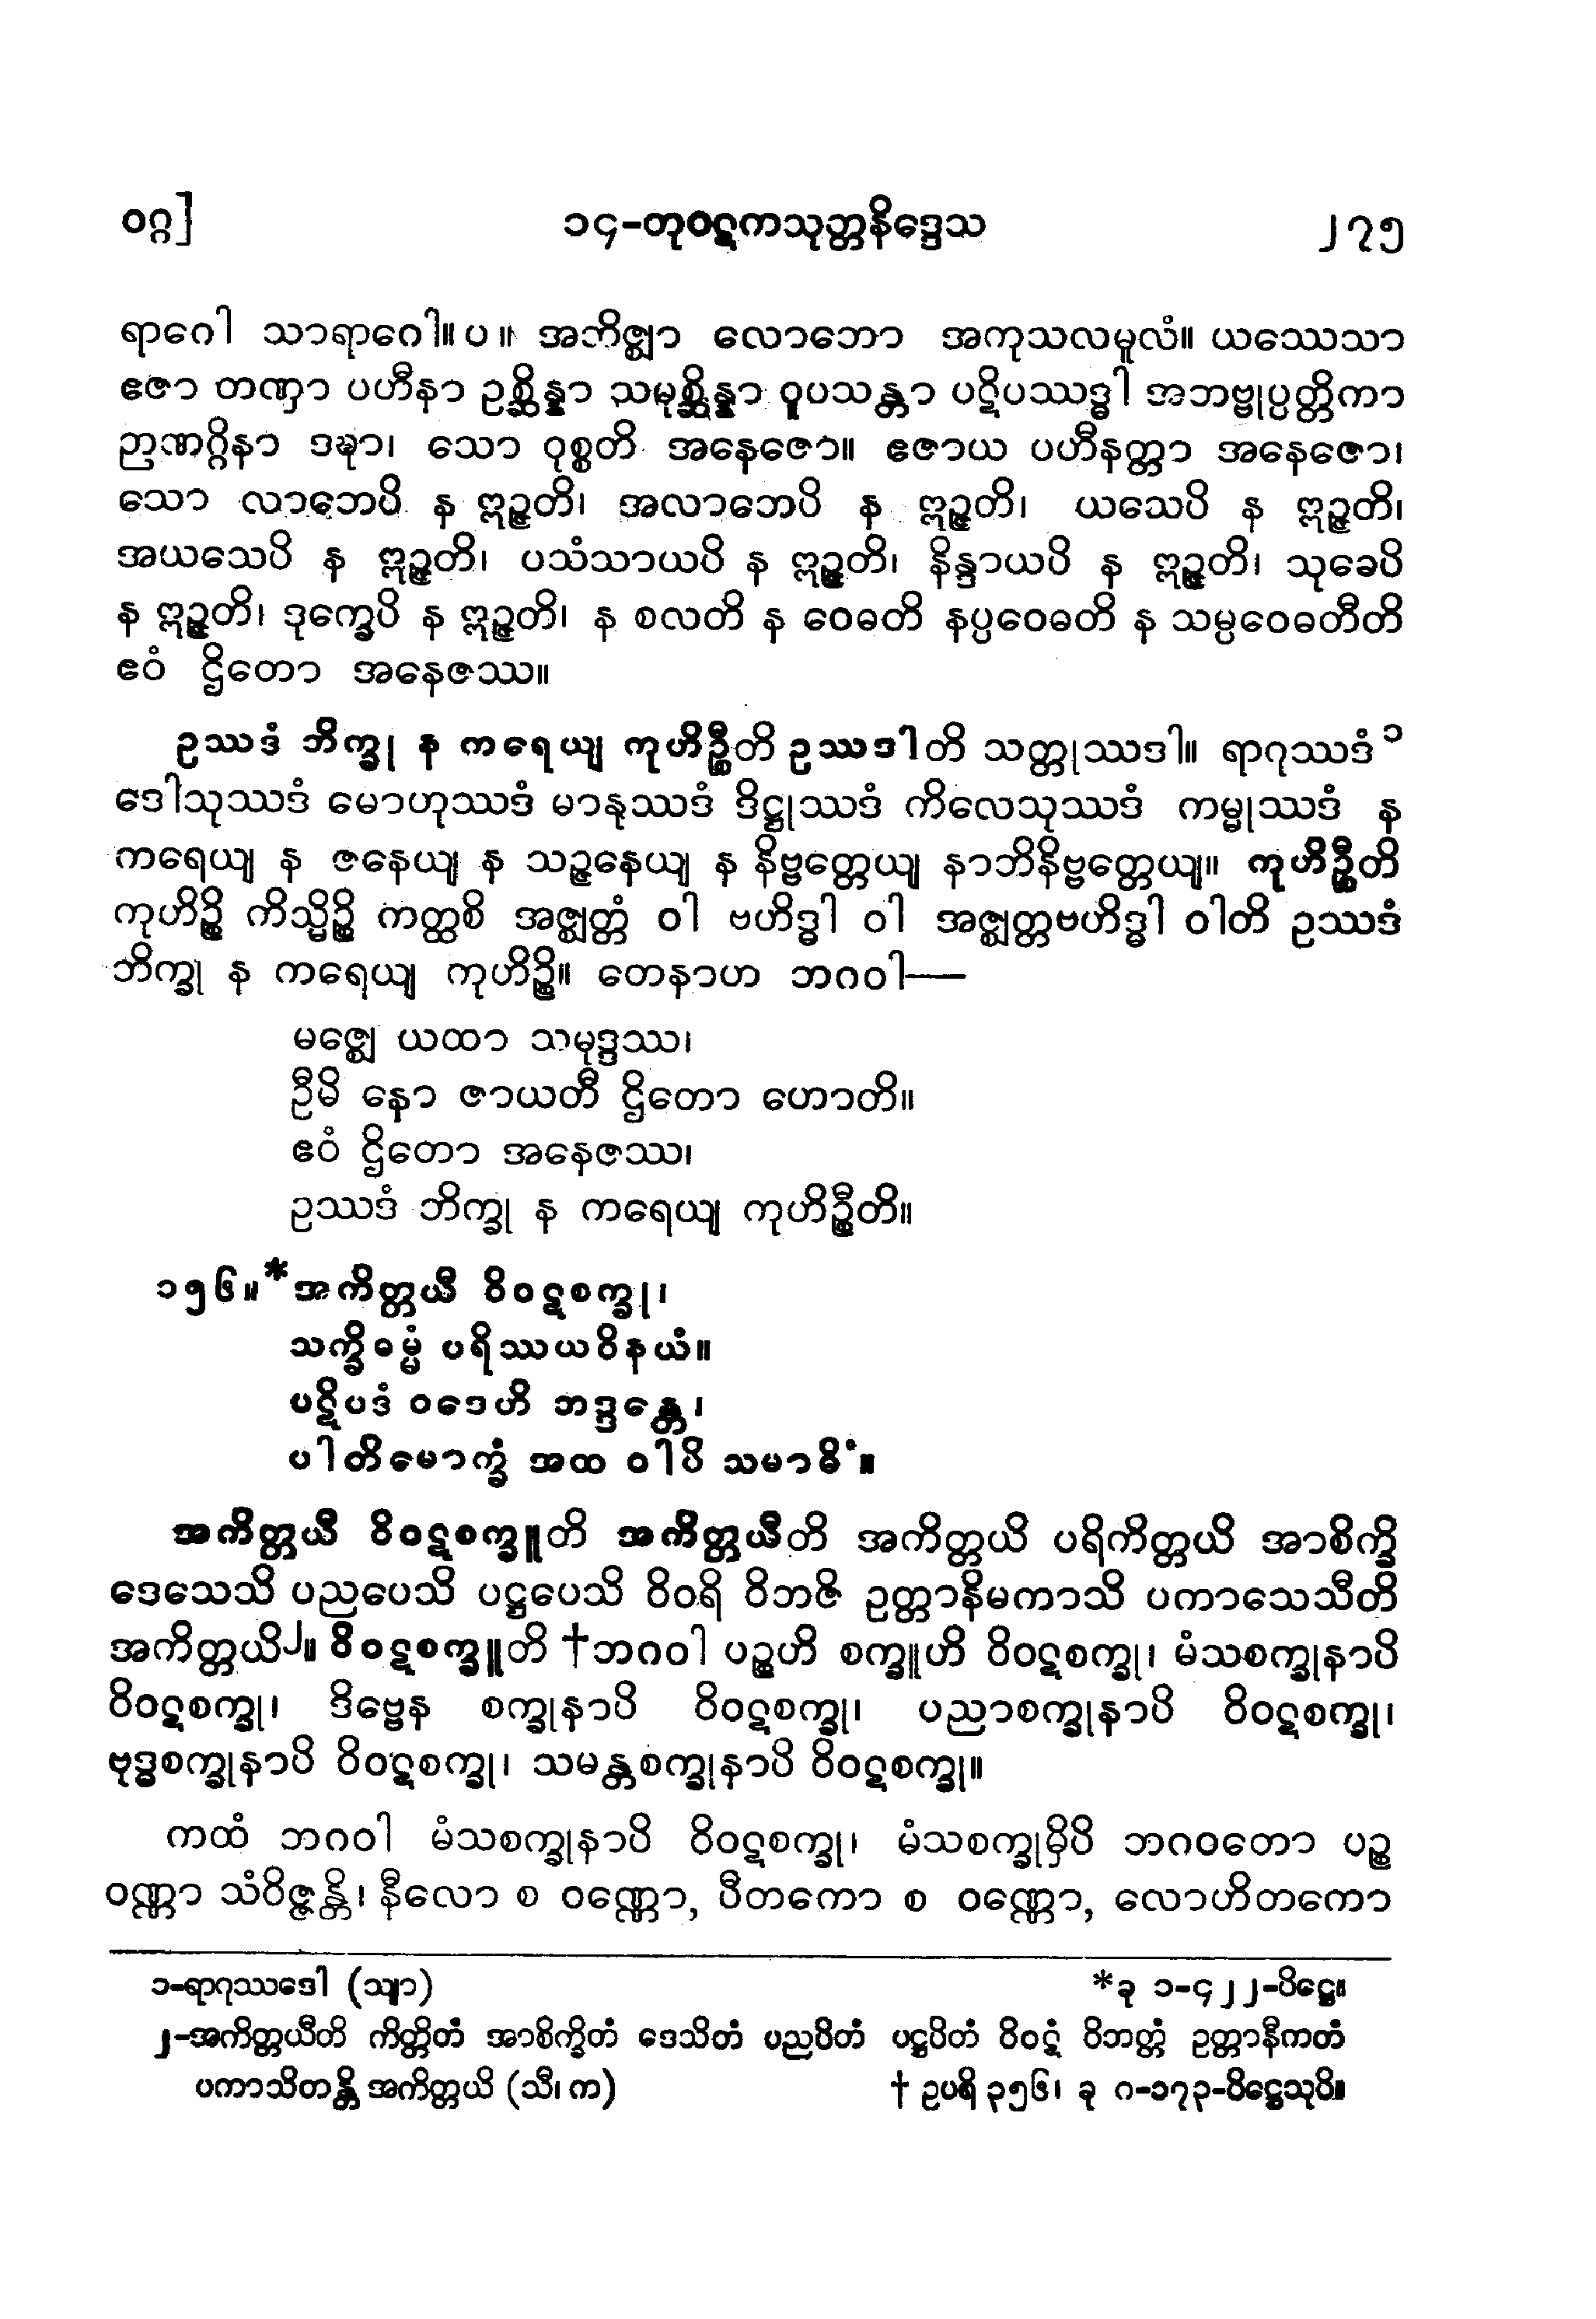 ဝဂ္ဂ]
၁၄-တုဝဋ္ဋကသုတ္တနိဒ္ဒေသ
၂၇၅
ရာဂေါ သာရာဂေါ။ပ။ အဘိဇ္ဈာ လောဘော အကုသလမူလံ။ ယဿေသာ
ဧဇာ တဏှာ ပဟီနာ ဥစ္ဆိန္နာ သမုစ္ဆိန္နာ ဝူပသန္တာ ပဋိပဿဒ္ဓါ အဘဗ္ဗုပ္ပတ္တိကာ
ဉာဏဂ္ဂိနာ ဒဍ္ဎာ၊ သော ဝုစ္စတိ အနေဇော။ ဧဇာယ ပဟီနတ္တာ အနေဇော၊
သော လာဘေပိ န ဣဉ္ဇတိ၊ အလာဘေပိ န ဣဉ္ဇတိ၊ ယသေပိ န ဣဉ္ဇတိ၊
အယသေပိ န ဣဉ္ဇတိ၊ ပသံသာယပိ န ဣဉ္ဇတိ၊ နိန္ဒာယပိ န ဣဉ္ဇတိ၊ သုခေပိ
န ဣဉ္ဇတိ၊ ဒုက္ခေပိ န ဣဉ္ဇတိ၊ န စလတိ န ဝေဓတိ နပ္ပဝေဓတိ န သမ္ပဝေဓတီတိ
ဧဝံ ဌိတော အနေဇဿ။
ဥဿဒံ ဘိက္ခု န ကရေယျ ကုဟိဉ္စီတိ ဥဿဒါတိ သတ္တုဿဒါ။ ရာဂုဿဒံ၁
ဒေါသုဿဒံ မောဟုဿဒံ မာနုဿဒံ ဒိဋ္ဌုဿဒံ ကိလေသုဿဒံ ကမ္မုဿဒံ န
ကရေယျ န ဇနေယျ န သဉ္ဇနေယျ န နိဗ္ဗတ္တေယျ နာဘိနိဗ္ဗတ္တေယျ။ ကုဟိဉ္စီတိ
ကုဟိဉ္စိ ကိသ္မိဉ္စိ ကတ္ထစိ အဇ္ဈတ္တံ ဝါ ဗဟိဒ္ဓါ ဝါ အဇ္ဈတ္တဗဟိဒ္ဓါ ဝါတိ ဥဿဒံ
ဘိက္ခု န ကရေယျ ကုဟိဉ္စိ။ တေနာဟ ဘဂဝါ—
မဇ္ဈေ ယထာ သမုဒ္ဒဿ၊
ဦမိ နော ဇာယတီ ဌိတော ဟောတိ။
ဧဝံ ဌိတော အနေဇဿ၊
ဥဿဒံ ဘိက္ခု န ကရေယျ ကုဟိဉ္စီတိ။
၁၅၆။*အကိတ္တယီ ဝိဝဋစက္ခု၊
သက္ခိဓမ္မံ ပရိဿယဝိနယံ။
ပဋိပဒံ ဝဒေဟိ ဘဒ္ဒန္တေ၊
ပါတိမောက္ခံ အထ ဝါပိ သမာဓိံ။
အကိတ္တယီ ဝိဝဋစက္ခူတိ အကိတ္တယီတိ အကိတ္တယိ ပရိကိတ္တယိ အာစိက္ခိ
ဒေသေသိ ပညပေသိ ပဋ္ဌပေသိ ဝိဝရိ ဝိဘဇိ ဥတ္တာနိမကာသိ ပကာသေသီတိ
အကိတ္တယိ၂။ ဝိဝဋစက္ခူတိ †ဘဂဝါ ပဉ္စဟိ စက္ခူဟိ ဝိဝဋစက္ခု၊ မံသစက္ခုနာပိ
ဝိဝဋစက္ခု၊ ဒိဗ္ဗေန စက္ခုနာပိ ဝိဝဋစက္ခု၊ ပညာစက္ခုနာပိ ဝိဝဋစက္ခု၊
ဗုဒ္ဓစက္ခုနာပိ ဝိဝဋစက္ခု၊ သမန္တစက္ခုနာပိ ဝိဝဋစက္ခု။
ကထံ ဘဂဝါ မံသစက္ခုနာပိ ဝိဝဋစက္ခု၊ မံသစက္ခုမှိပိ ဘဂဝတော ပဉ္စ
ဝဏ္ဏာ သံဝိဇ္ဇန္တိ၊ နီလော စ ဝဏ္ဏော, ပီတကော စ ဝဏ္ဏော, လောဟိတကော
၁-ရာဂုဿဒေါ (သျာ)
*ခု ၁-၄၂၂-ပိဋ္ဌေ။
၂-အကိတ္တယီတိ ကိတ္တိတံ အာစိက္ခိတံ ဒေသိတံ ပညပိတံ ပဋ္ဌပိတံ ဝိဝဋံ ဝိဘတ္တံ ဥတ္တာနီကတံ
ပကာသိတန္တိ အကိတ္တယိ (သီ၊ က)
† ဥပရိ ၃၅၆၊ ခု ဂ-၁၇၃-ပိဋ္ဌေသုပိ။